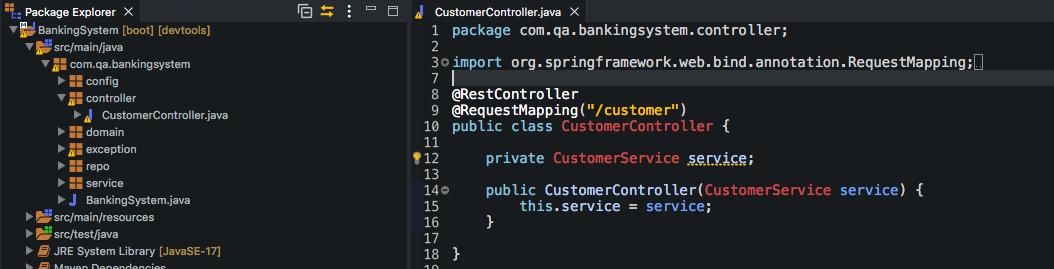 Package Explorer
BankingSystem [boot] [devtools]
src/main/java
com.qa.bankingsystem
config
controller
CustomerController.java
domain
exception
repo
service
BankingSystem.java
src/main/resources
src/test/java
JRE System Library [JavaSE-17]
Maven Dependencies
CustomerController.java
1 package com.qa.bankingsystem.controller;
2
3 import org.springframework.web.bind.annotation.RequestMapping;
7
8 @RestController
9 @RequestMapping("/customer")
10 public class CustomerController {
11
12     private CustomerService service;
13
14     public CustomerController(CustomerService service) {
15         this.service = service;
16     }
17
18 }
19